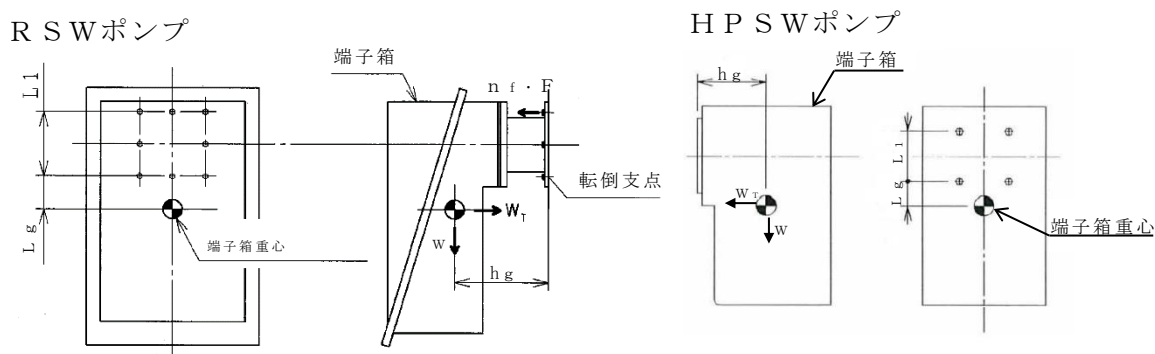 ＲＳＷポンプ
端子箱
Ｌ１
Ｌｇ
端子箱重心
ｎｆ・Ｆ
転倒支点
ＷT
Ｗ
ｈｇ
ＨＰＳＷポンプ
端子箱
ｈｇ
ＷT
Ｗ
Ｌ１
Ｌｇ
端子箱重心